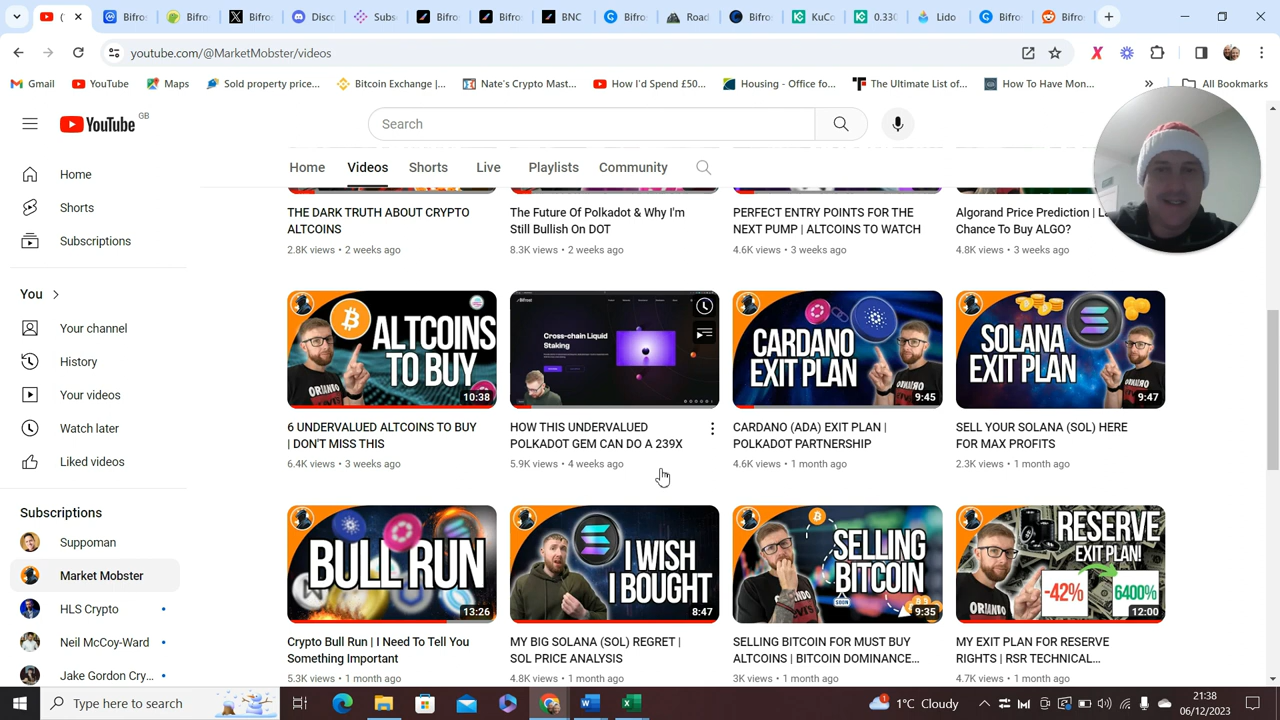 (
Bifros
Bifros
Bifro
Disco
Subsc
Bifro
Bifros
BNC
Bifro
Road
Bifro
KuCo
0.33
Lido
Bifro
Bifro
youtube.com/@MarketMobster/videos
Gmail
YouTube
Maps
Sold property price...
Bitcoin Exchange |...
Nate's Crypto Mast...
How I'd Spend £50...
Housing - Office fo...
The Ultimate List of...
How To Have Mon...
All Bookmarks
YouTube GB
Search
Home
Videos
Shorts
Live
Playlists
Community
Home
Shorts
Subscriptions
You
Your channel
History
Your videos
Watch later
Liked videos
Subscriptions
Suppoman
Market Mobster
HLS Crypto
Neil McCoy-Ward
Jake Gordon Cry...
THE DARK TRUTH ABOUT CRYPTO
ALTCOINS
2.8K views • 2 weeks ago
The Future Of Polkadot & Why I'm
Still Bullish On DOT
8.3K views • 2 weeks ago
PERFECT ENTRY POINTS FOR THE
NEXT PUMP | ALTCOINS TO WATCH
4.6K views • 3 weeks ago
Algorand Price Prediction | L
Chance To Buy ALGO?
4.8K views • 3 weeks ago
ALTCOINS
TO BUY
10:38
6 UNDERVALUED ALTCOINS TO BUY
| DON'T MISS THIS
6.4K views • 3 weeks ago
Cross-chain Liquid
Staking
HOW THIS UNDERVALUED
POLKADOT GEM CAN DO A 239X
5.9K views • 4 weeks ago
CARDANO
EXIT PLAN
9:45
CARDANO (ADA) EXIT PLAN |
POLKADOT PARTNERSHIP
4.6K views • 1 month ago
SOLANA
EXIT PLAN
9:47
SELL YOUR SOLANA (SOL) HERE
FOR MAX PROFITS
2.3K views • 1 month ago
BULL RUN
13:26
Crypto Bull Run | I Need To Tell You
Something Important
5.3K views • 1 month ago
I WISH
I BOUGHT
8:47
MY BIG SOLANA (SOL) REGRET |
SOL PRICE ANALYSIS
4.8K views • 1 month ago
SELLING
BITCOIN
9:35
SELLING BITCOIN FOR MUST BUY
ALTCOINS | BITCOIN DOMINANCE...
3K views • 1 month ago
RESERVE
EXIT PLAN!
-42%
6400%
12:00
MY EXIT PLAN FOR RESERVE
RIGHTS | RSR TECHNICAL...
4.7K views • 1 month ago
Type here to search
1°C Cloudy
21:38
06/12/2023